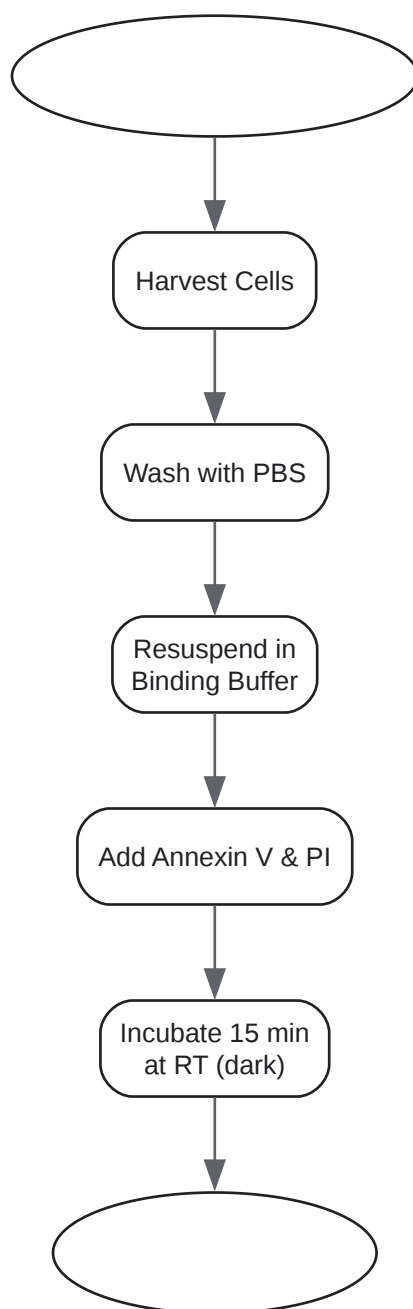 Harvest Cells
Wash with PBS
Resuspend in
Binding Buffer
Add Annexin V & PI
Incubate 15 min
at RT (dark)